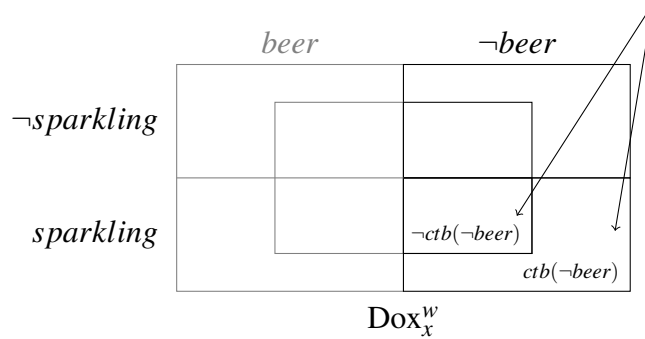 beer ¬beer
¬sparkling
sparkling
¬ctb(¬beer)
ctb(¬beer)
Dox_x^w